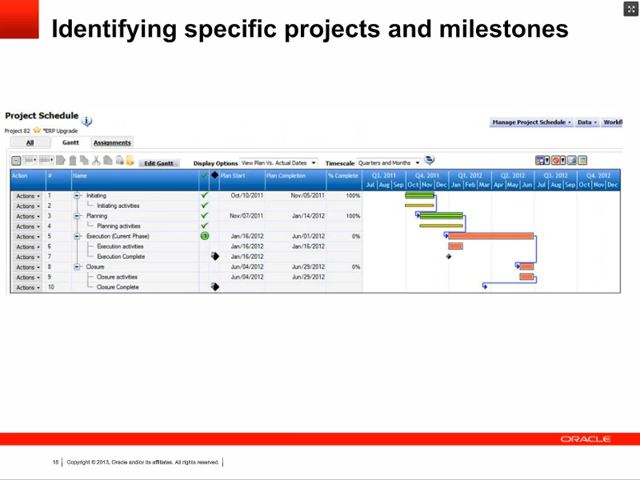 Identifying specific projects and milestones
Project Schedule
Project 82 *ERP Upgrade
Manage Project Schedule Data Workfl
All Gantt Assignments
Edit Gantt Display Options View Plan Vs. Actual Dates Timescale Quarters and Months
Action # Name Plan Start Plan Completion % Complete Q3, 2011 Q4, 2011 Q1, 2012 Q2, 2012 Q3, 2012 Q4, 2012
Jul Aug Sep Oct Nov Dec Jan Feb Mar Apr May Jun Jul Aug Sep Oct Nov Dec
Actions 1 Initiating Oct/10/2011 Nov/05/2011 100%
Actions 2 Initiating activities
Actions 3 Planning Nov/07/2011 Jan/14/2012 100%
Actions 4 Planning activities
Actions 5 Execution (Current Phase) Jan/16/2012 Jun/01/2012 0%
Actions 6 Execution activities Jan/16/2012 Jan/16/2012
Actions 7 Execution Complete Jan/16/2012
Actions 8 Closure Jun/04/2012 Jun/29/2012 0%
Actions 9 Closure activities Jun/04/2012 Jun/29/2012
Actions 10 Closure Complete
ORACLE
Copyright © 2013, Oracle and/or its affiliates. All rights reserved.